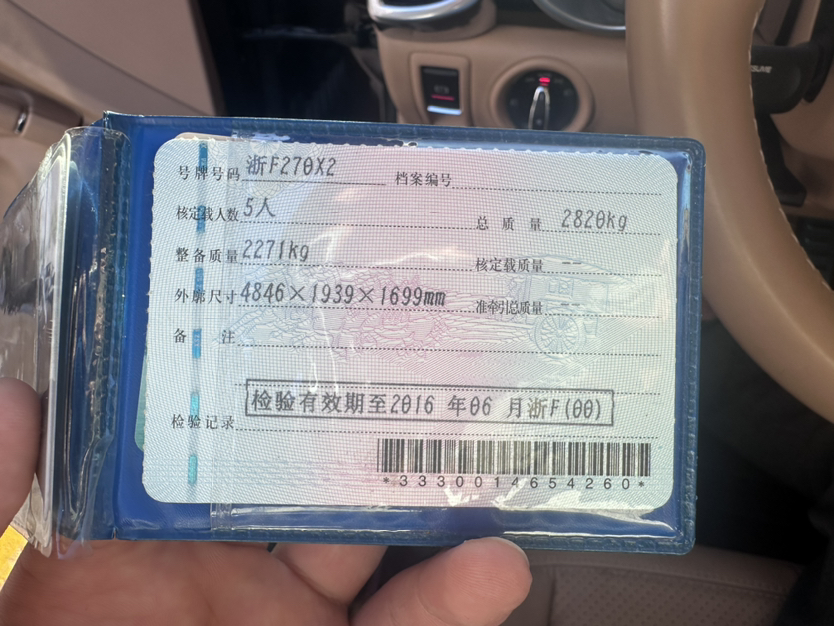 号牌号码 浙F270X2 档案编号
核定载人数 5人 总质量 2820kg
整备质量 2271kg 核定载质量 --
外廓尺寸 4846×1939×1699mm 准牵引总质量 --
备注
检验记录 检验有效期至2016年06月浙F(00)
*3330014654260*